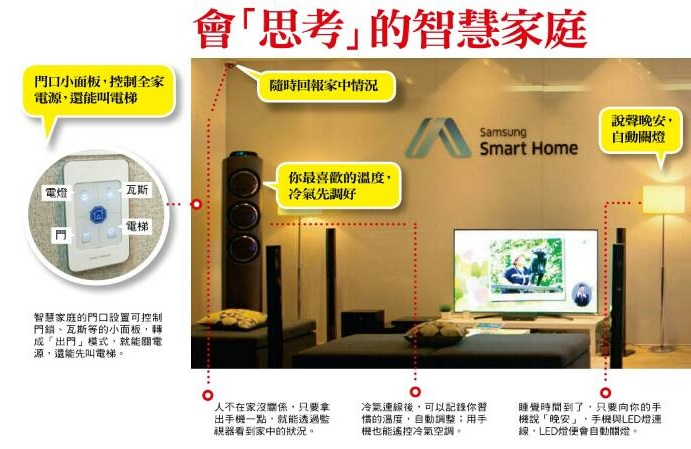 會「思考」的智慧家庭
門口小面板，控制全家
電源，還能叫電梯
隨時回報家中情況
說聲晚安，
自動關燈
Samsung
Smart Home
你最喜歡的溫度，
冷氣先調好
電燈
瓦斯
門
電梯
智慧家庭的門口設置可控制
門鎖、瓦斯等的小面板，轉
成「出門」模式，就能關電
源，還能先叫電梯。
人不在家沒關係，只要拿
出手機一點，就能透過監
視器看到家中的狀況。
冷氣連線後，可以記錄你習
慣的溫度，自動調整；用手
機也能遙控冷氣空調。
睡覺時間到了，只要向你的手
機說「晚安」，手機與LED燈連
線，LED燈便會自動關燈。